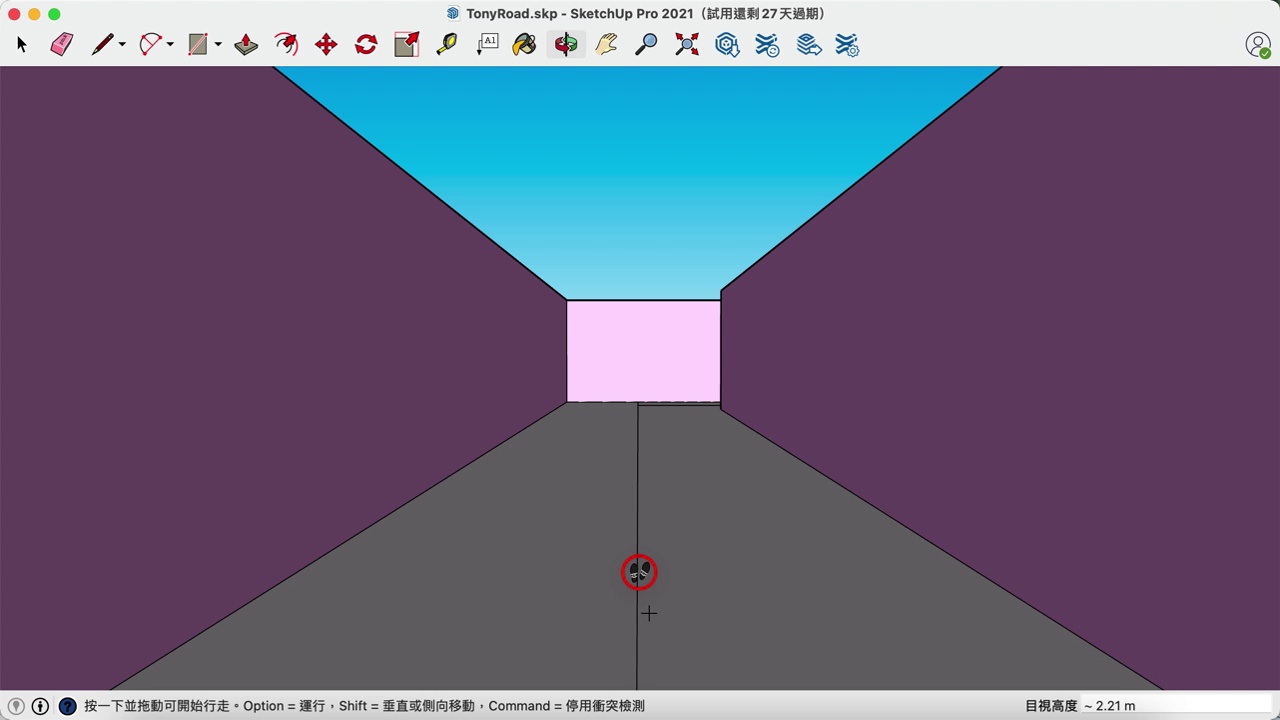 TonyRoad.skp - SketchUp Pro 2021（試用還剩 27 天過期）
A1
按一下並拖動可開始行走。Option = 運行，Shift = 垂直或側向移動，Command = 停用衝突檢測
目視高度 ~ 2.21 m